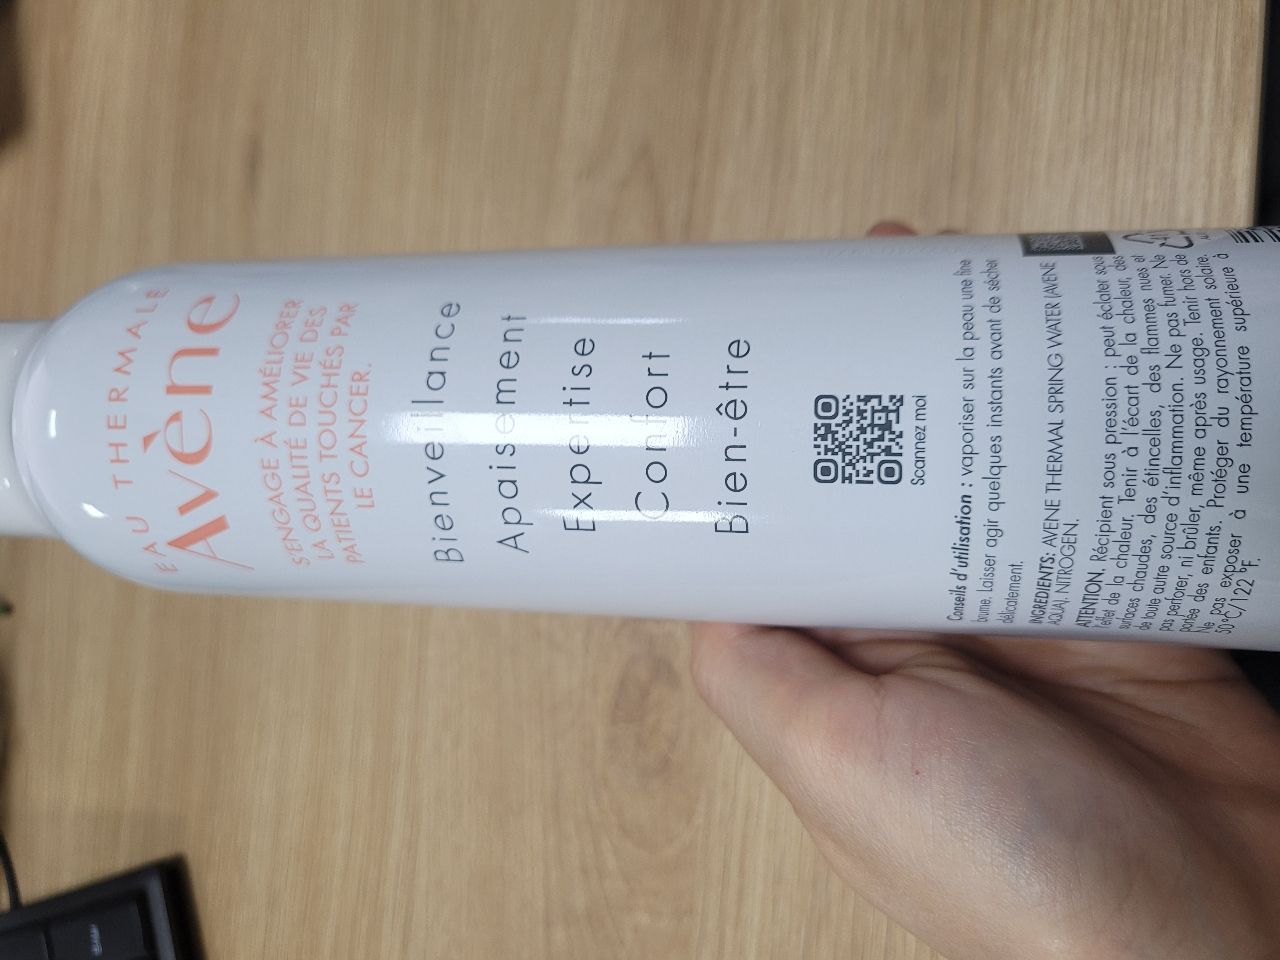 EAU THERMALE
Avène
S'ENGAGE À AMÉLIORER
LA QUALITÉ DE VIE DES
PATIENTS TOUCHÉS PAR
LE CANCER.
Bienveillance
Apaisement
Expertise
Confort
Bien-être
Scannez moi
Conseils d'utilisation : vaporiser sur la peau une fine
brume. Laisser agir quelques instants avant de sécher
délicatement.
INGREDIENTS: AVENE THERMAL SPRING WATER (AVENE
AQUA). NITROGEN.
ATTENTION. Récipient sous pression ; peut éclater sous
l'effet de la chaleur. Tenir à l'écart de la chaleur, des
surfaces chaudes, des étincelles, des flammes nues et
de toute autre source d'inflammation. Ne pas fumer. Ne
pas perforer, ni brûler, même après usage. Tenir hors de
portée des enfants. Protéger du rayonnement solaire.
Ne pas exposer à une température supérieure à
50°C/122 °F.